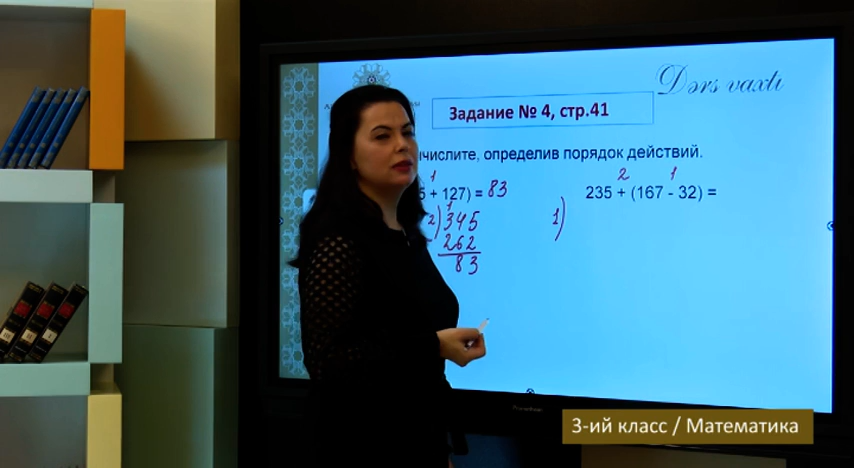 Dərs vaxtı
Задание № 4, стр.41
числите, определив порядок действий.
1
2 1
5 + 127) = 83
235 + (167 - 32) =
2) 345
1)
262
83
3-ий класс / Математика